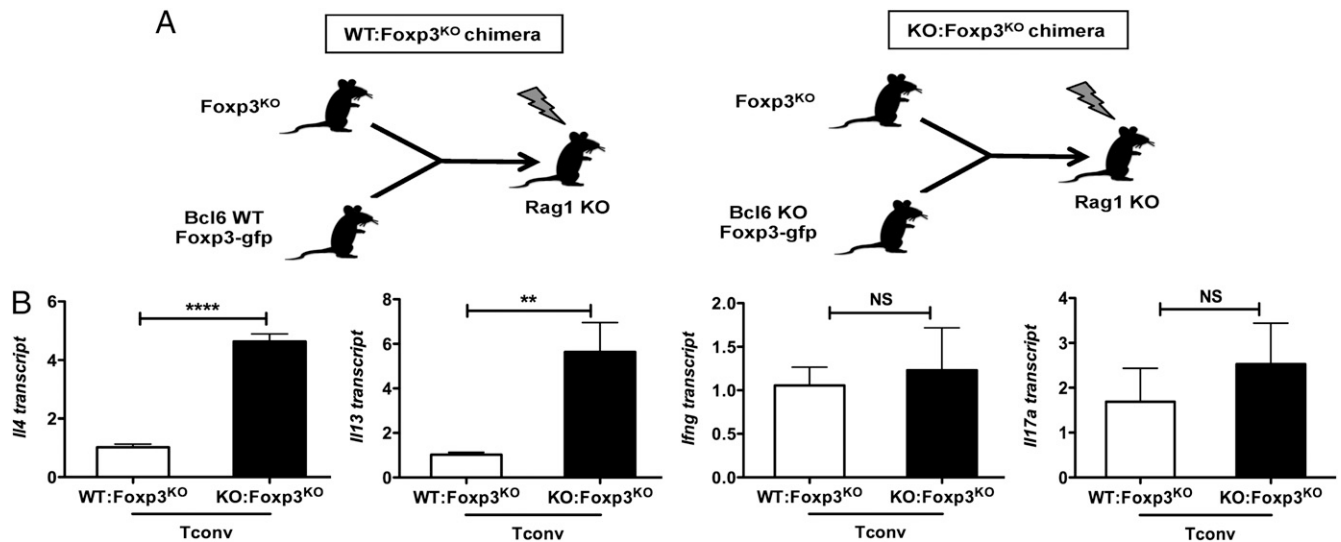 A
WT:Foxp3KO chimera
Foxp3KO
Bcl6 WT
Foxp3-gfp
Rag1 KO
KO:Foxp3KO chimera
Foxp3KO
Bcl6 KO
Foxp3-gfp
Rag1 KO
B
Il4 transcript
6
4
2
0
****
WT:Foxp3KO KO:Foxp3KO
Tconv
Il13 transcript
8
6
4
2
0
**
WT:Foxp3KO KO:Foxp3KO
Tconv
Ifng transcript
2.0
1.5
1.0
0.5
0.0
NS
WT:Foxp3KO KO:Foxp3KO
Tconv
Il17a transcript
4
3
2
1
0
NS
WT:Foxp3KO KO:Foxp3KO
Tconv